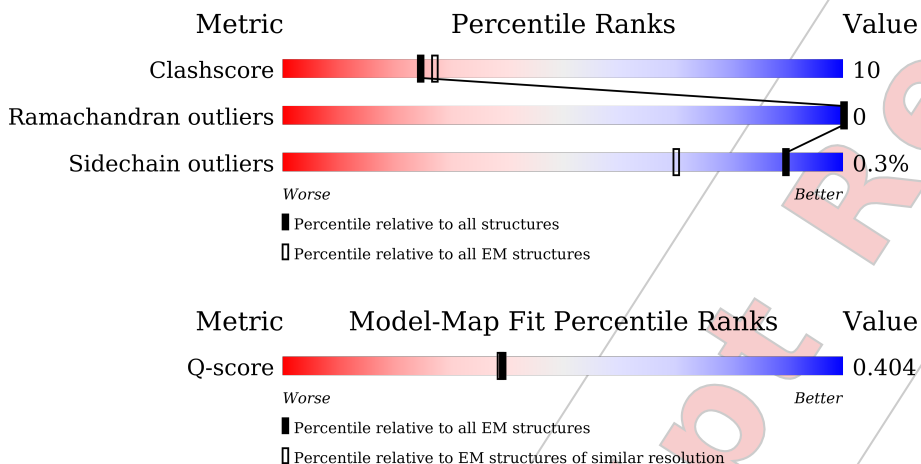 Metric Percentile Ranks Value
Clashscore 10
Ramachandran outliers 0
Sidechain outliers 0.3%
Worse Better
Percentile relative to all structures
Percentile relative to all EM structures
Metric Model-Map Fit Percentile Ranks Value
Q-score 0.404
Worse Better
Percentile relative to all EM structures
Percentile relative to EM structures of similar resolution